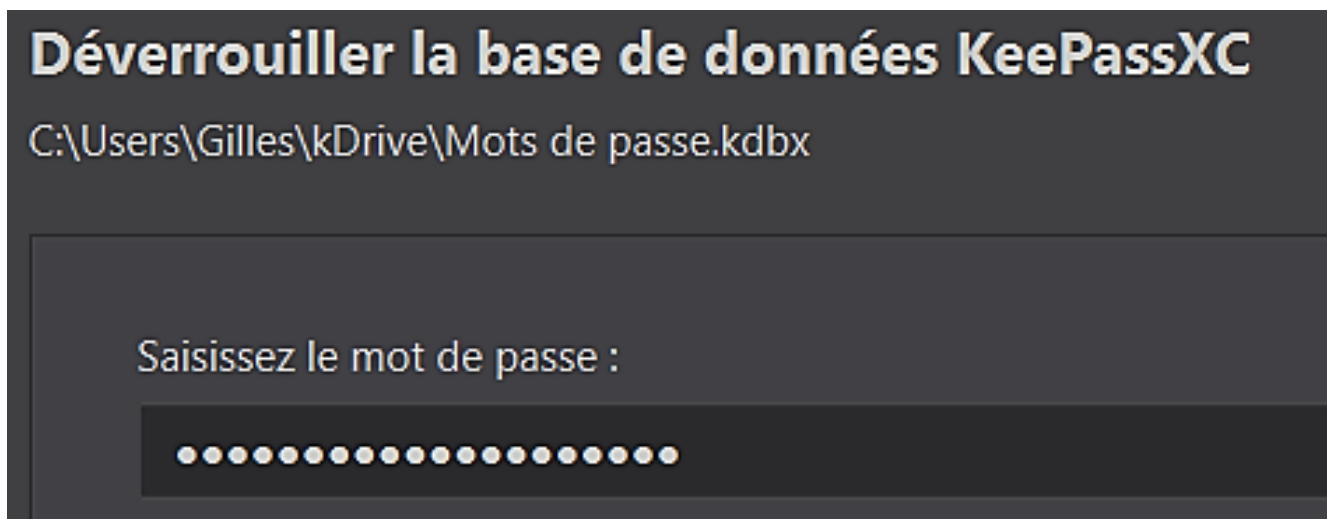 Déverrouiller la base de données KeePassXC
C:\Users\Gilles\kDrive\Mots de passe.kdbx
Saisissez le mot de passe :
••••••••••••••••••••